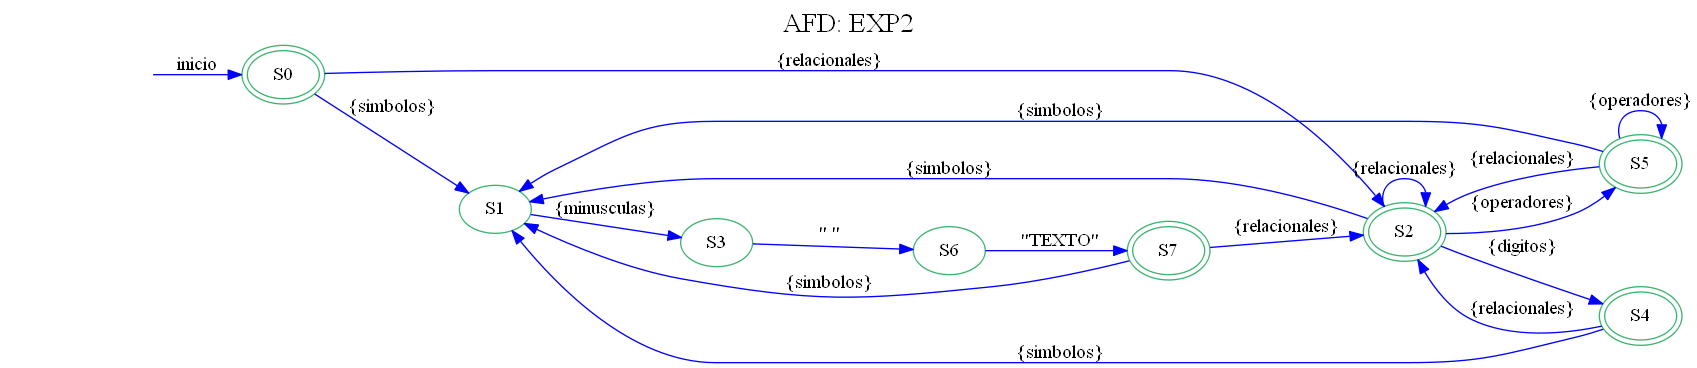 AFD: EXP2
inicio
S0
{relacionales}
{simbolos}
{simbolos}
{operadores}
{simbolos}
{relacionales}
{relacionales}
S5
S1
{minusculas}
{operadores}
S3
" "
S6
"TEXTO"
S7
{relacionales}
S2
{digitos}
{simbolos}
{relacionales}
S4
{simbolos}